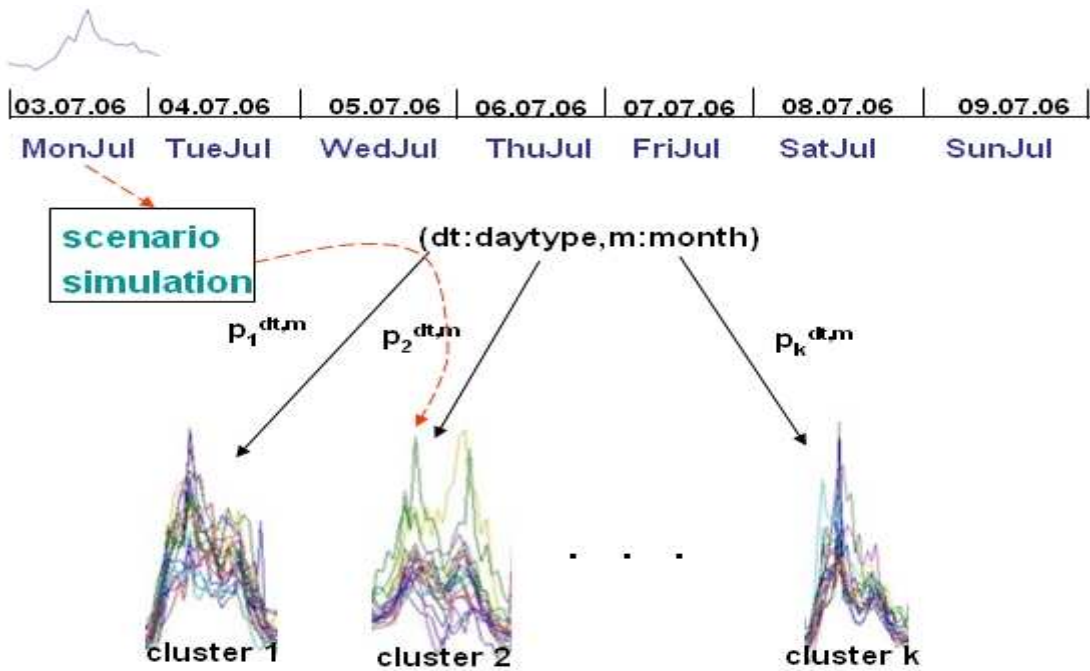 03.07.06 04.07.06 05.07.06 06.07.06 07.07.06 08.07.06 09.07.06
MonJul TueJul WedJul ThuJul FriJul SatJul SunJul
scenario
simulation
(dt:daytype,m:month)
p₁ᵈᵗ,ᵐ p₂ᵈᵗ,ᵐ pₖᵈᵗ,ᵐ
. . .
cluster 1 cluster 2 cluster k